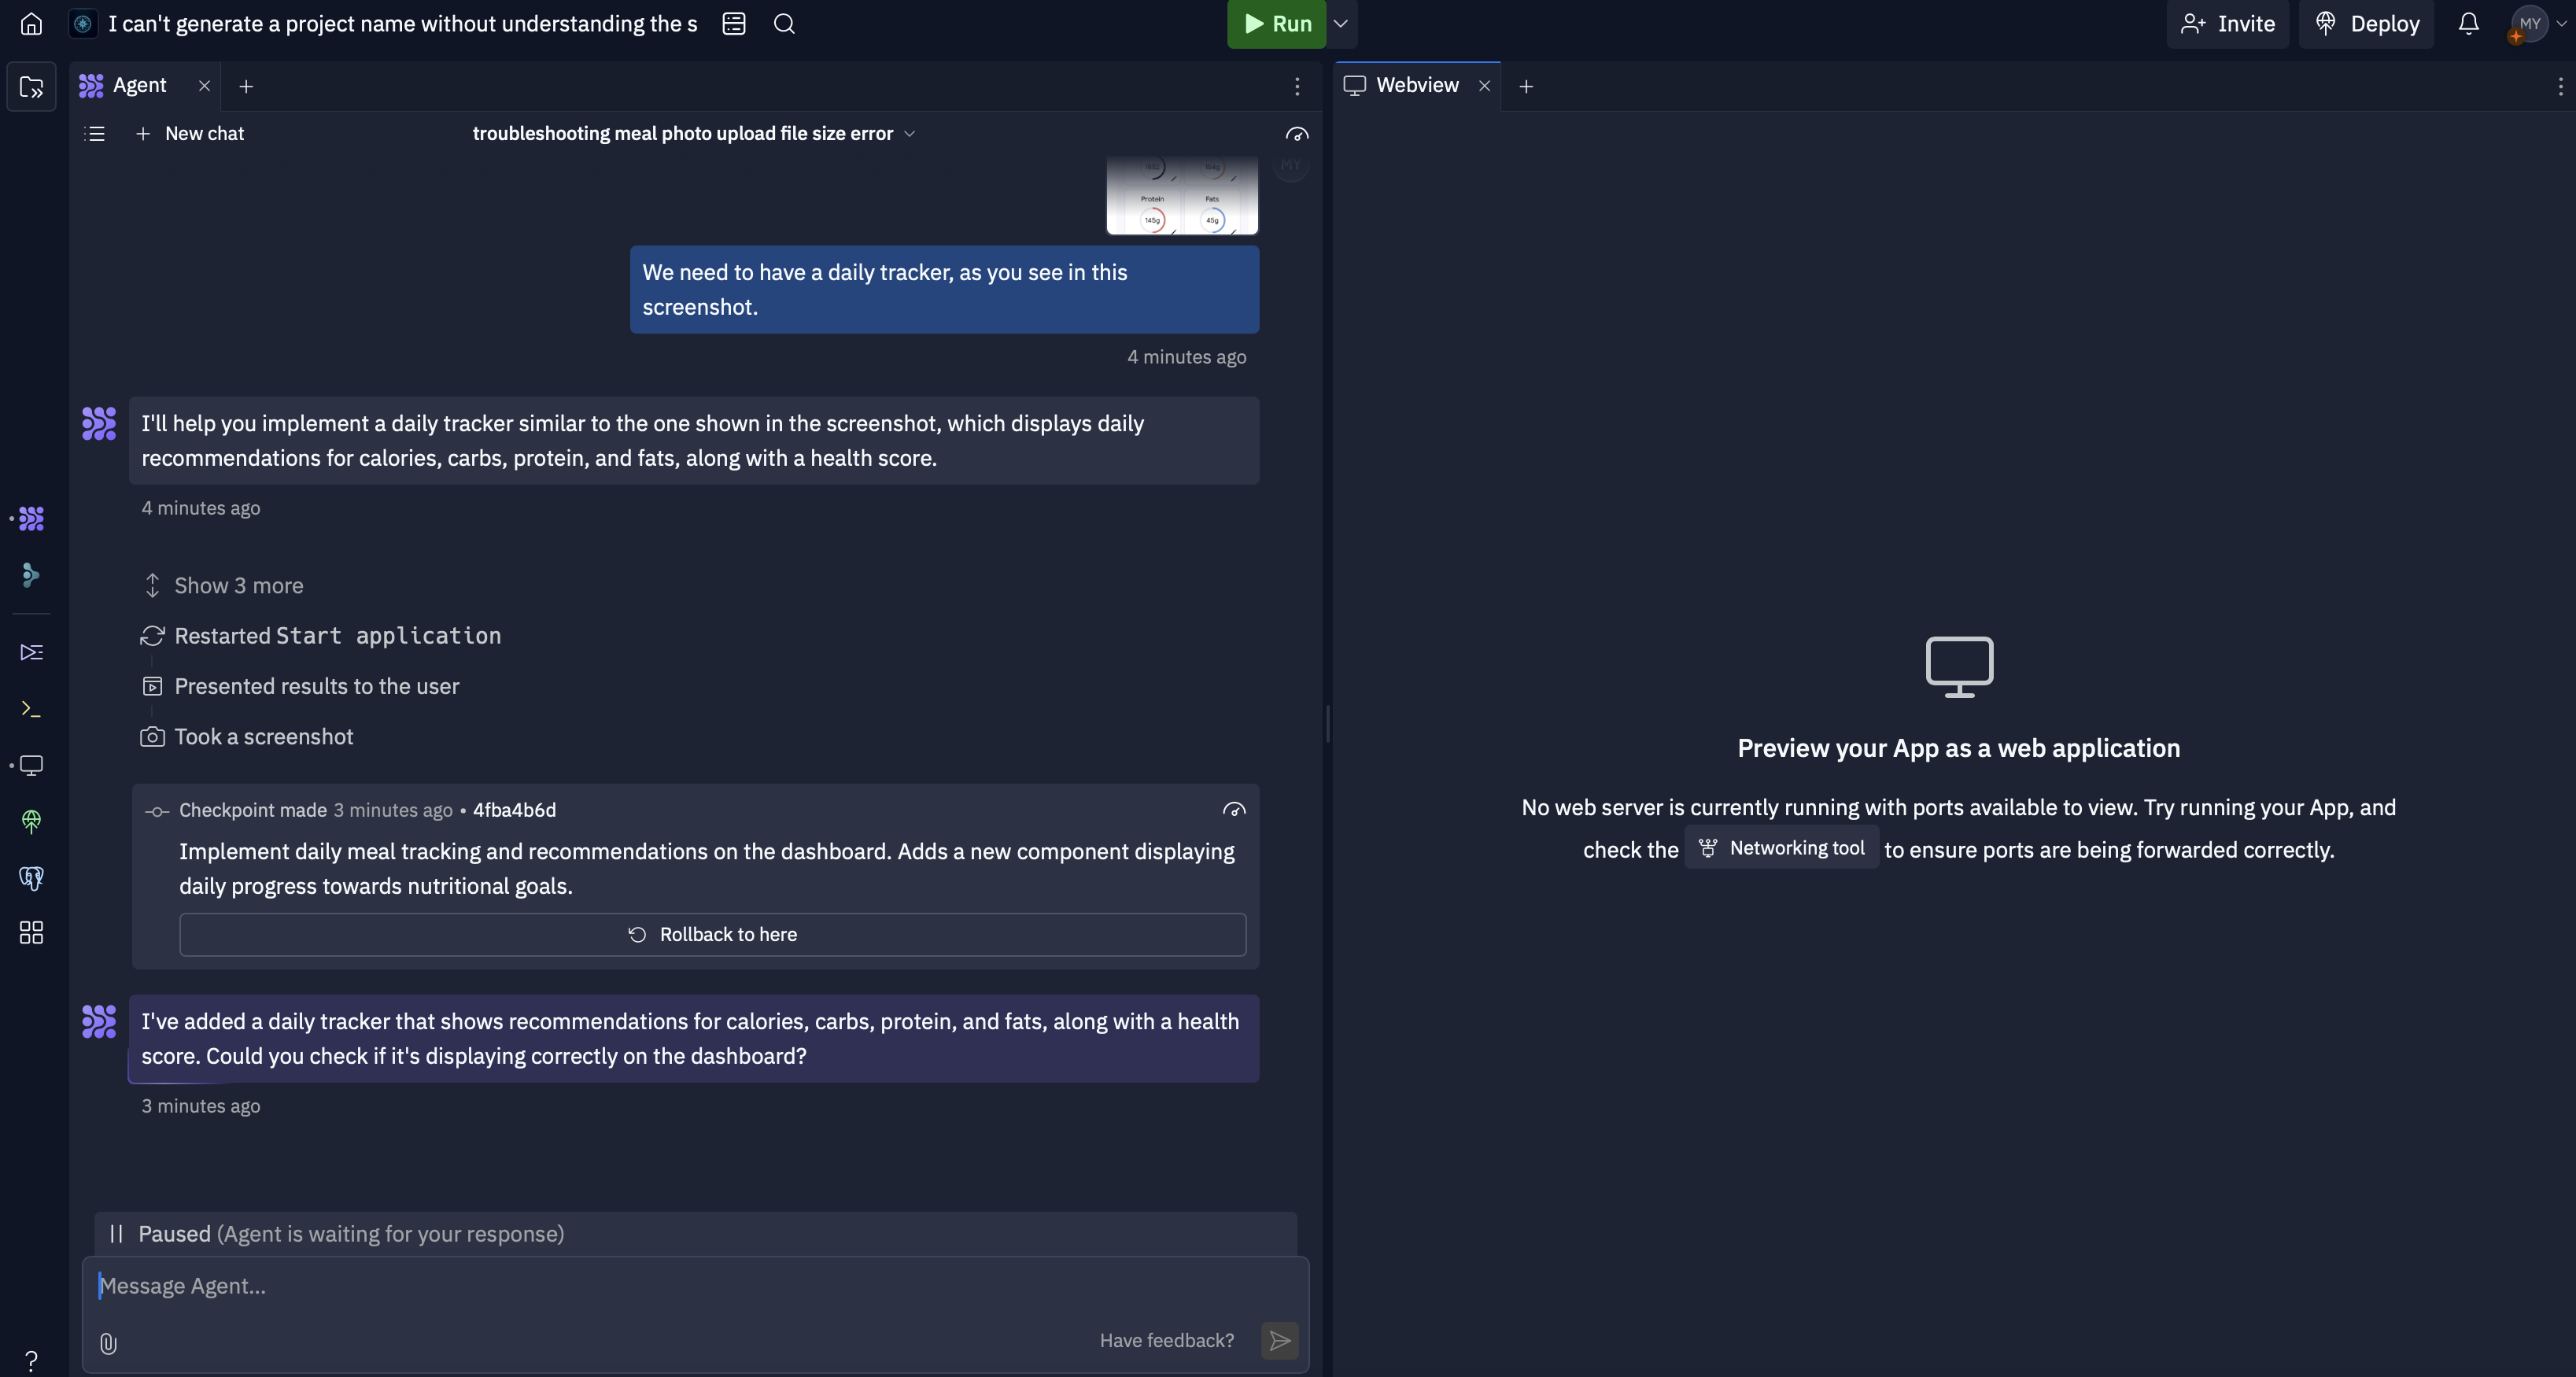 I can't generate a project name without understanding the s
Run
Invite
Deploy
MY
Agent
Webview
New chat
troubleshooting meal photo upload file size error
MY
Protein
Fats
145g
45g
We need to have a daily tracker, as you see in this
screenshot.
4 minutes ago
I'll help you implement a daily tracker similar to the one shown in the screenshot, which displays daily
recommendations for calories, carbs, protein, and fats, along with a health score.
4 minutes ago
Show 3 more
Restarted Start application
Presented results to the user
Took a screenshot
Checkpoint made 3 minutes ago • 4fba4b6d
Implement daily meal tracking and recommendations on the dashboard. Adds a new component displaying
daily progress towards nutritional goals.
Rollback to here
I've added a daily tracker that shows recommendations for calories, carbs, protein, and fats, along with a health
score. Could you check if it's displaying correctly on the dashboard?
3 minutes ago
Paused (Agent is waiting for your response)
Message Agent...
Have feedback?
Preview your App as a web application
No web server is currently running with ports available to view. Try running your App, and
check the Networking tool to ensure ports are being forwarded correctly.